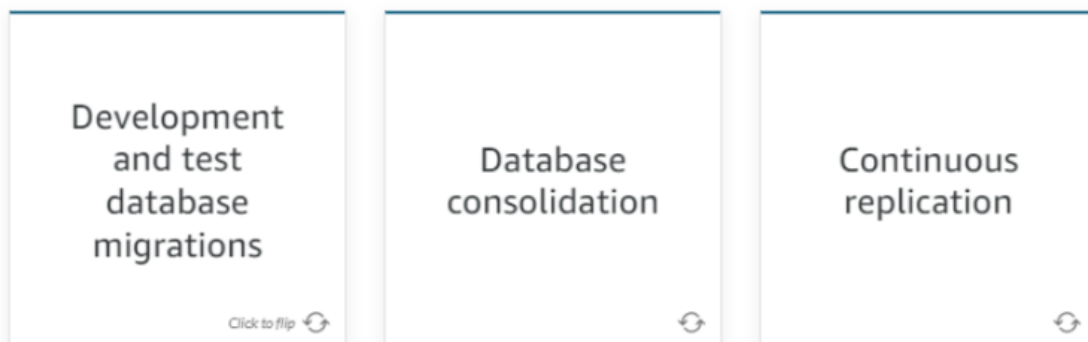 Development
and test
database
migrations
Click to flip
Database
consolidation
Continuous
replication